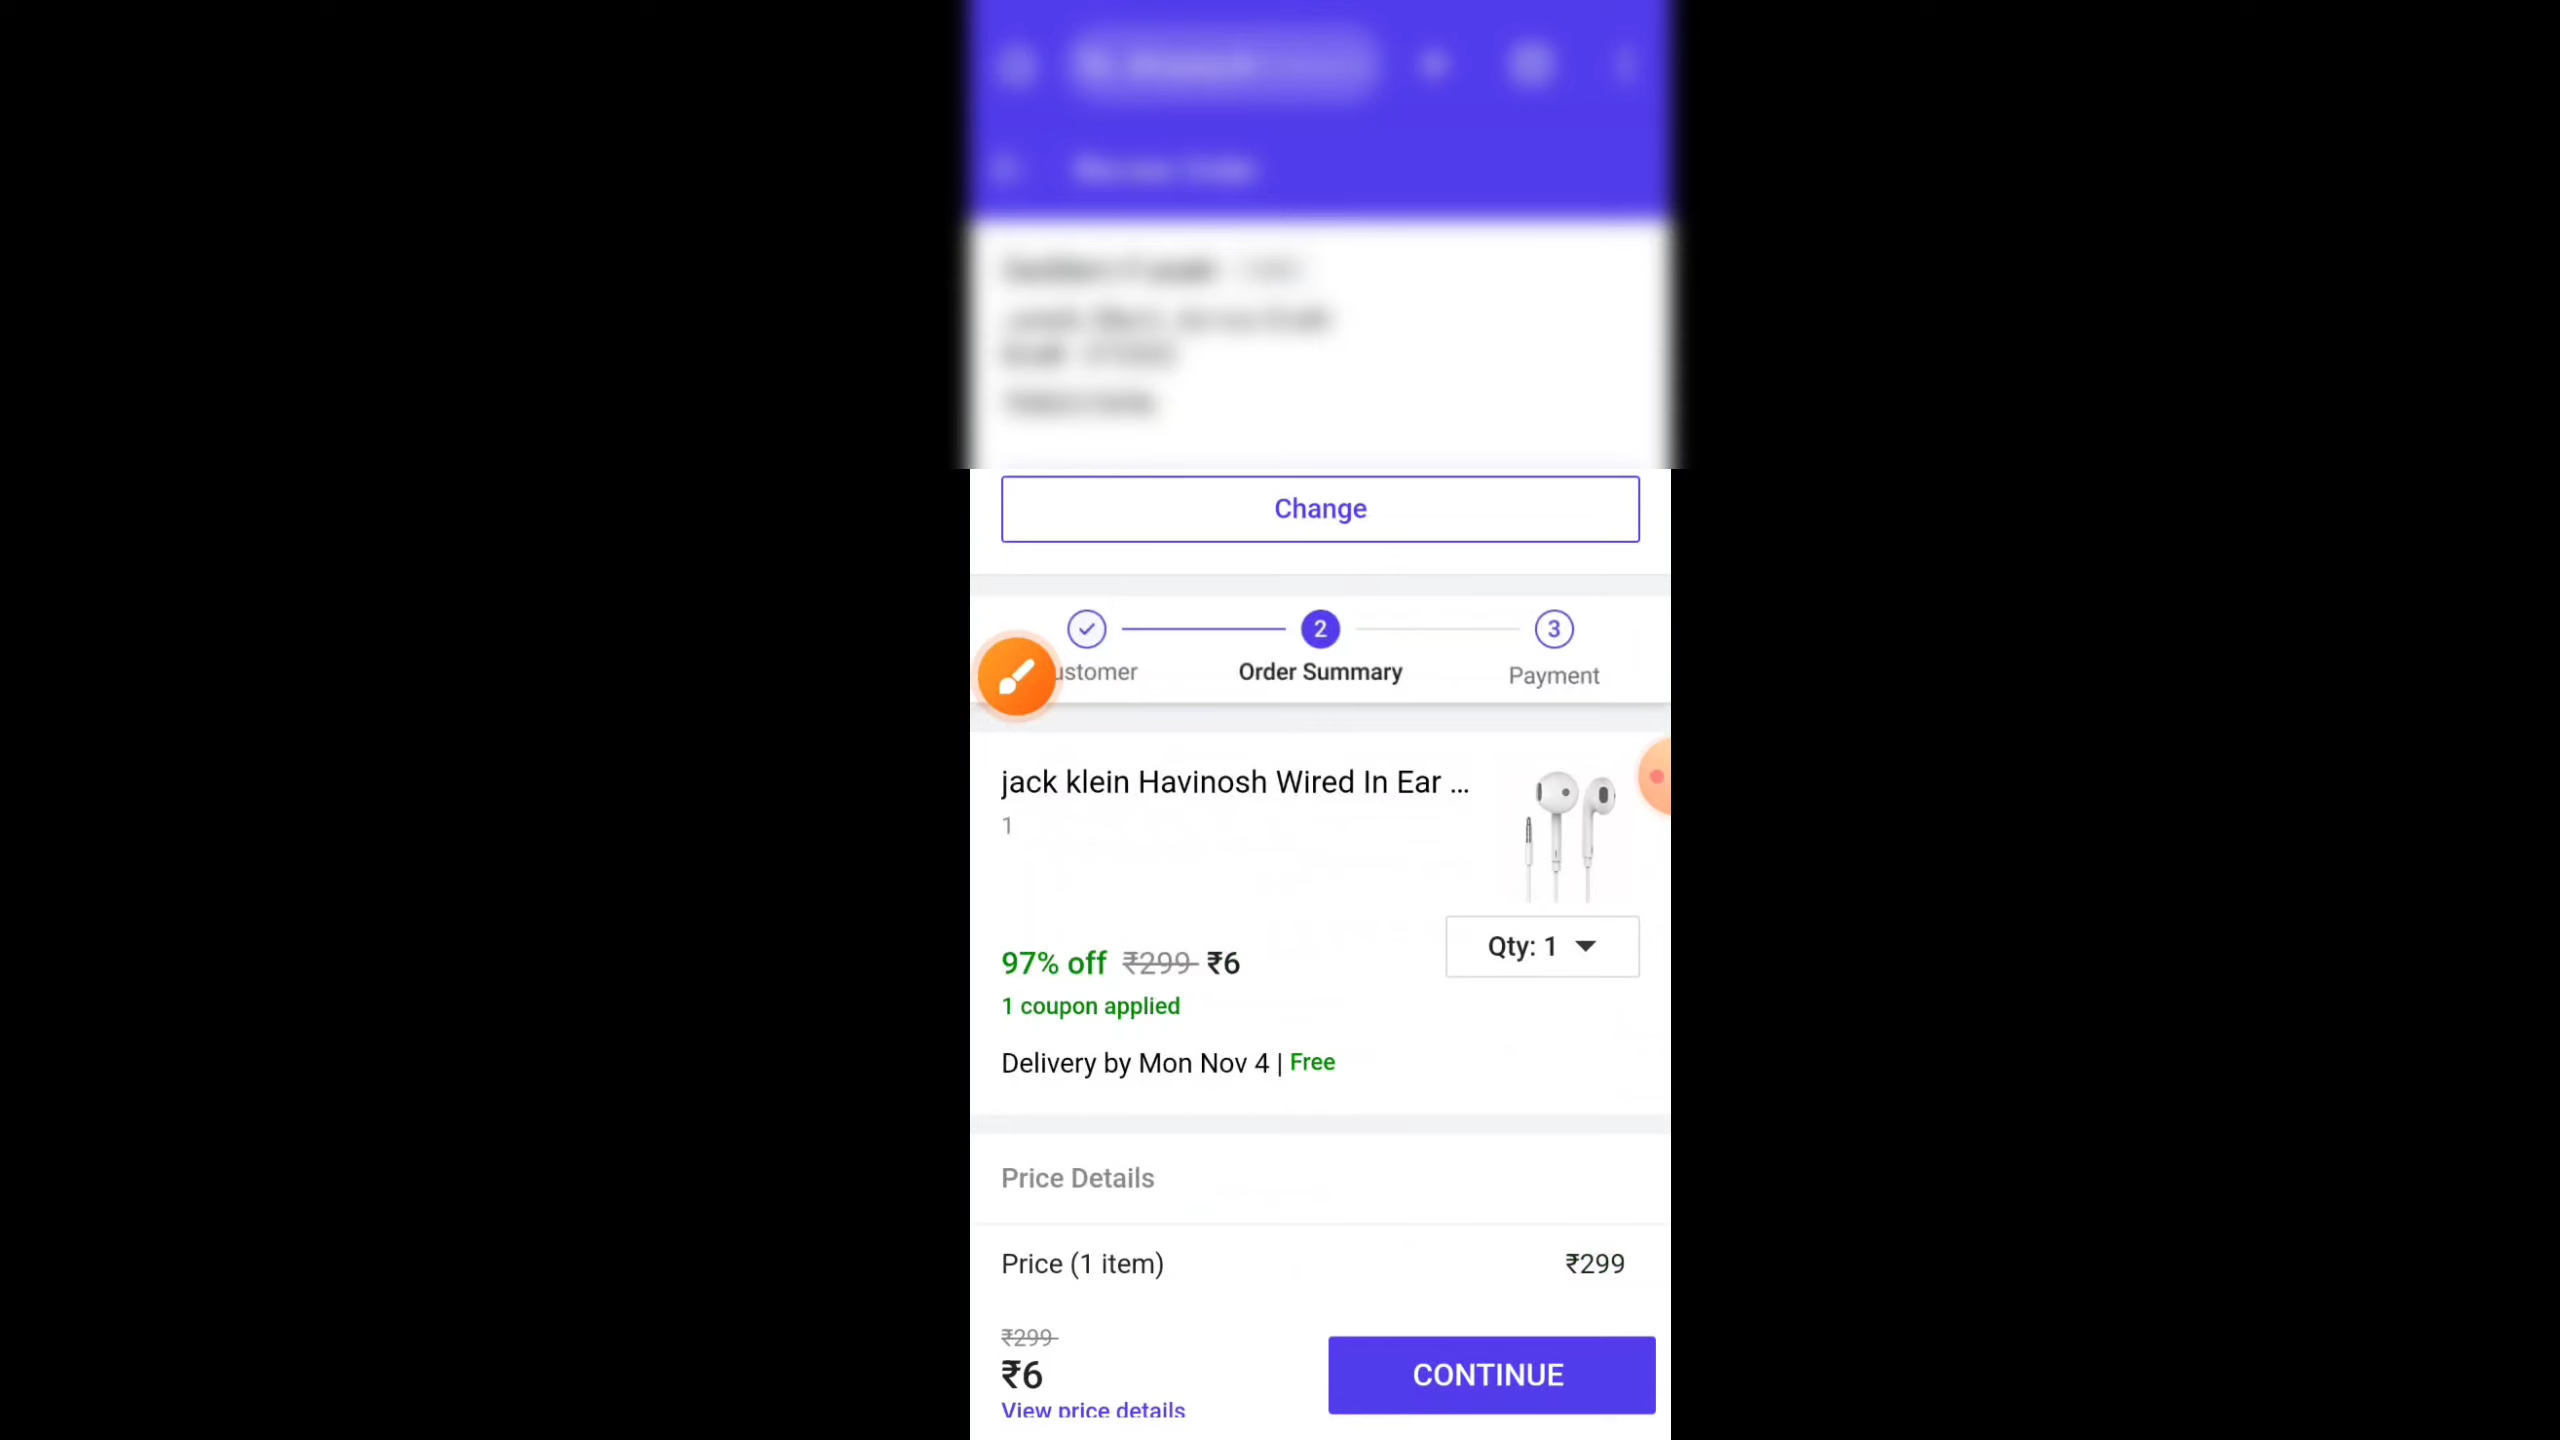 Change
2
3
ustomer
Order Summary
Payment
jack klein Havinosh Wired In Ear ...
1
Qty: 1
97% off ₹299 ₹6
1 coupon applied
Delivery by Mon Nov 4 | Free
Price Details
Price (1 item) ₹299
₹299
₹6
CONTINUE
View price details